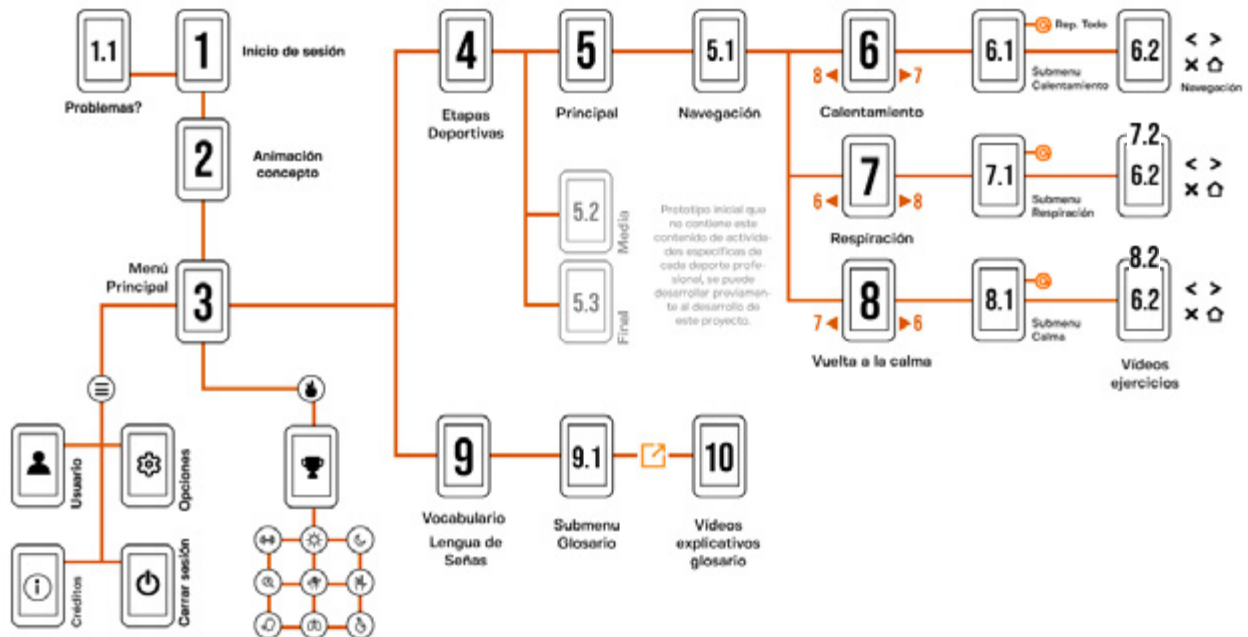 1.1
Problemas?
1
Inicio de sesión
2
Animación
concepto
Menú
Principal
3
Usuario
Opciones
Créditos
Cerrar sesión
4
Etapas
Deportivas
5
Principal
5.1
Navegación
5.2
Media
5.3
Final
Prototipo inicial que
no contiene este
contenido de activida-
des específicas de
cada deporte profe-
sional, se puede
desarrollar previamen-
te al desarrollo de
este proyecto.
6
8
7
Calentamiento
6.1
Rep. Todo
Submenu
Calentamiento
6.2
Navegación
7
6
8
Respiración
7.1
Submenu
Respiración
7.2
6.2
8
7
6
Vuelta a la calma
8.1
Submenu
Calma
8.2
6.2
Vídeos
ejercicios
9
Vocabulario
Lengua de
Señas
9.1
Submenu
Glosario
10
Vídeos
explicativos
glosario